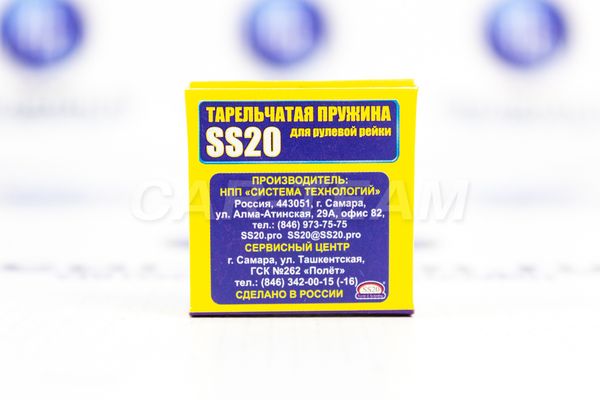 ТАРЕЛЬЧАТАЯ ПРУЖИНА
SS20 для рулевой рейки
ПРОИЗВОДИТЕЛЬ:
НПП «СИСТЕМА ТЕХНОЛОГИЙ»
Россия, 443051, г. Самара,
ул. Алма-Атинская, 29А, офис 82,
тел.: (846) 973-75-75
SS20.pro SS20@SS20.pro
СЕРВИСНЫЙ ЦЕНТР
г. Самара, ул. Ташкентская,
ГСК №262 «Полёт»
тел.: (846) 342-00-15 (-16)
СДЕЛАНО В РОССИИ
SS20